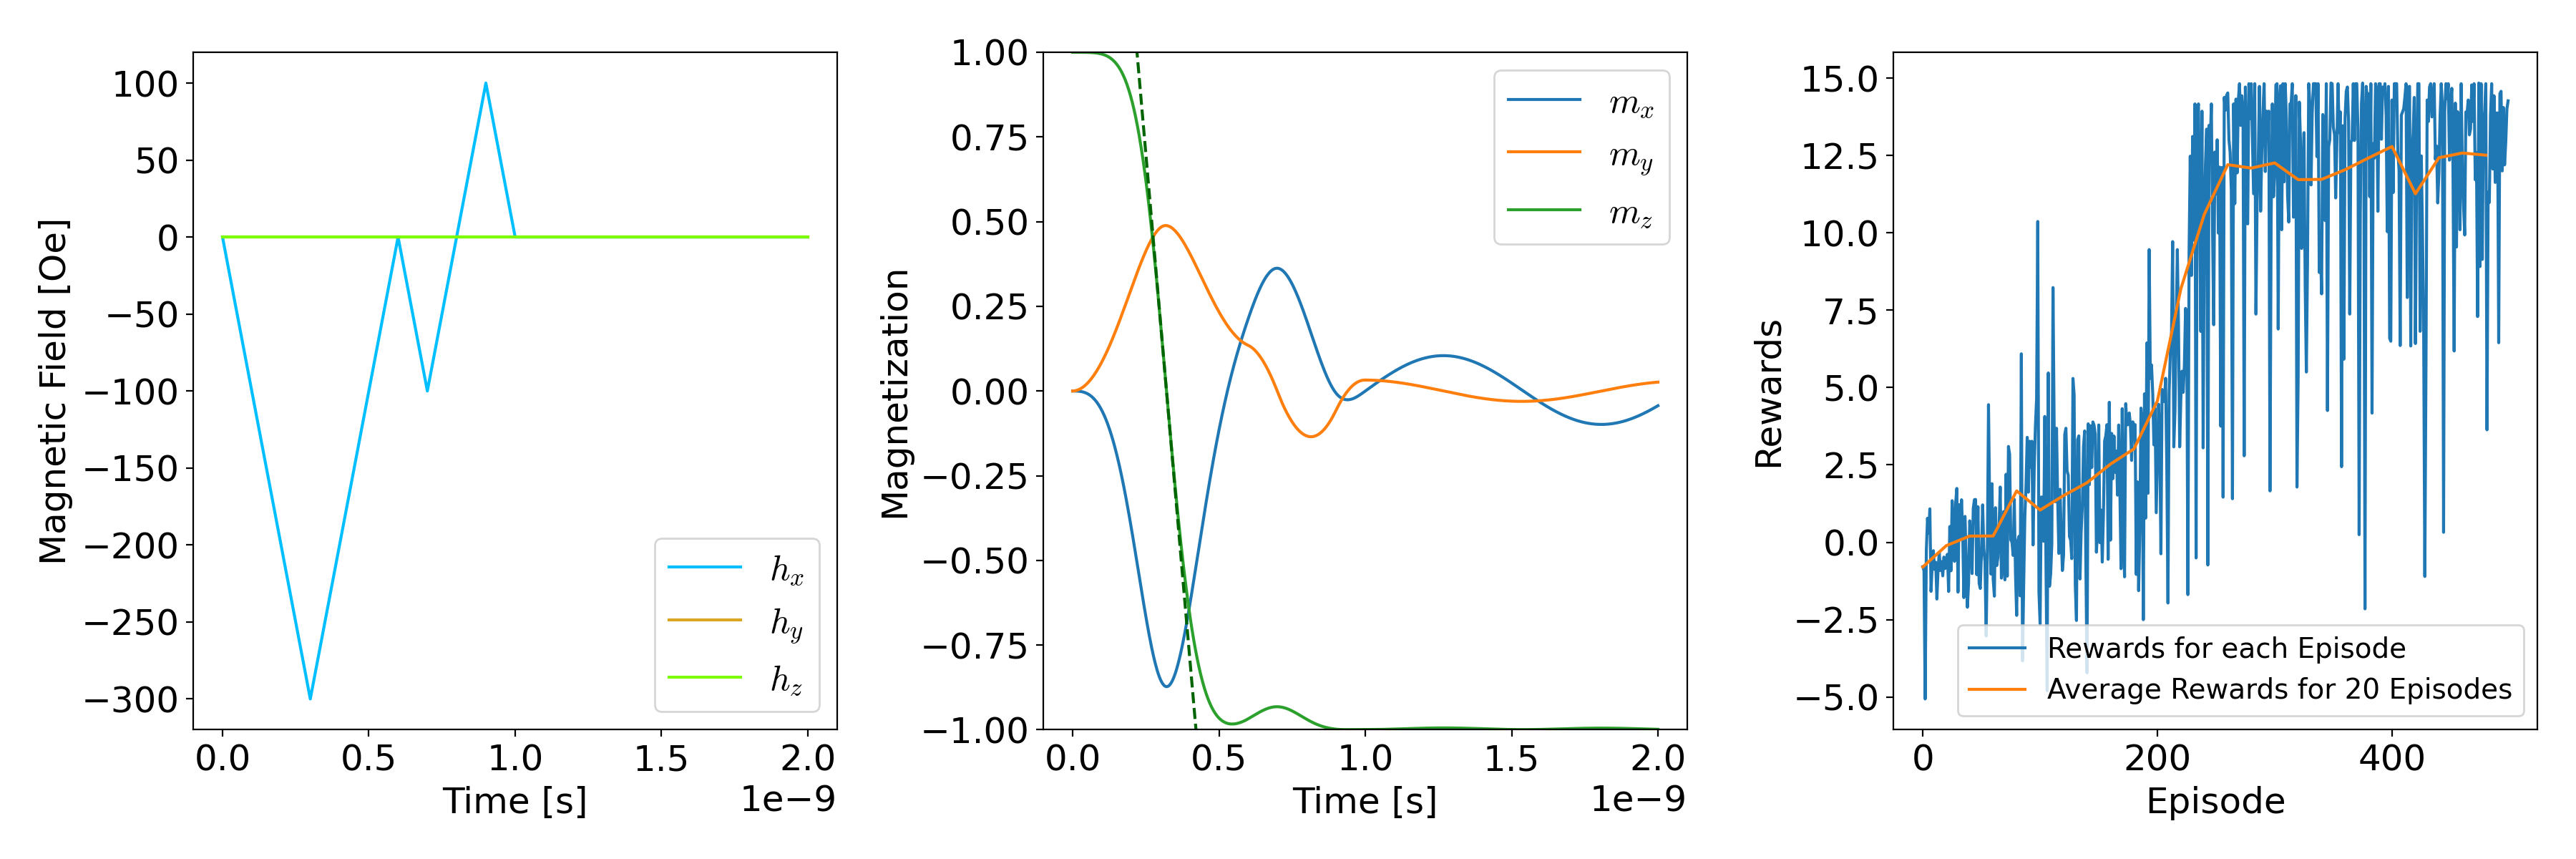 Magnetic Field [Oe]
100
50
0
−50
−100
−150
−200
−250
−300
0.0 0.5 1.0 1.5 2.0
Time [s]
1e−9
h_x
h_y
h_z
Magnetization
1.00
0.75
0.50
0.25
0.00
−0.25
−0.50
−0.75
−1.00
0.0 0.5 1.0 1.5 2.0
Time [s]
1e−9
m_x
m_y
m_z
Rewards
15.0
12.5
10.0
7.5
5.0
2.5
0.0
−2.5
−5.0
0 200 400
Episode
Rewards for each Episode
Average Rewards for 20 Episodes